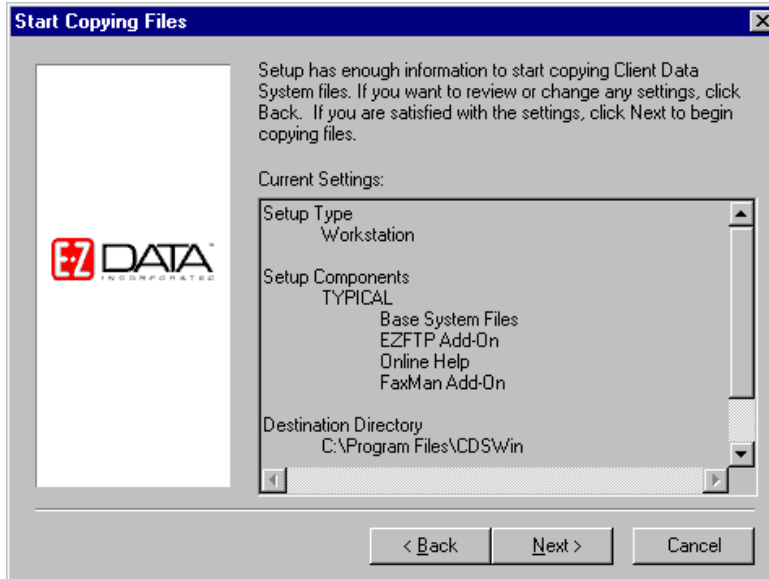 Start Copying Files
Setup has enough information to start copying Client Data
System files. If you want to review or change any settings, click
Back.  If you are satisfied with the settings, click Next to begin
copying files.
Current Settings:
Setup Type
Workstation
Setup Components
TYPICAL
Base System Files
EZFTP Add-On
Online Help
FaxMan Add-On
Destination Directory
C:\Program Files\CDSWin
E-Z DATA™
INCORPORATED
< Back
Next >
Cancel